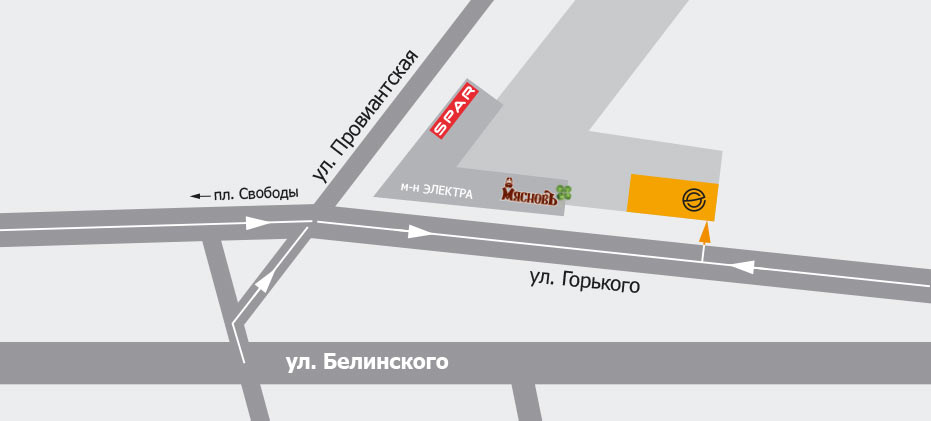 ул. Провиантская
SPAR
пл. Свободы
м-н ЭЛЕКТРА
МЯСНОВЪ
ул. Горького
ул. Белинского